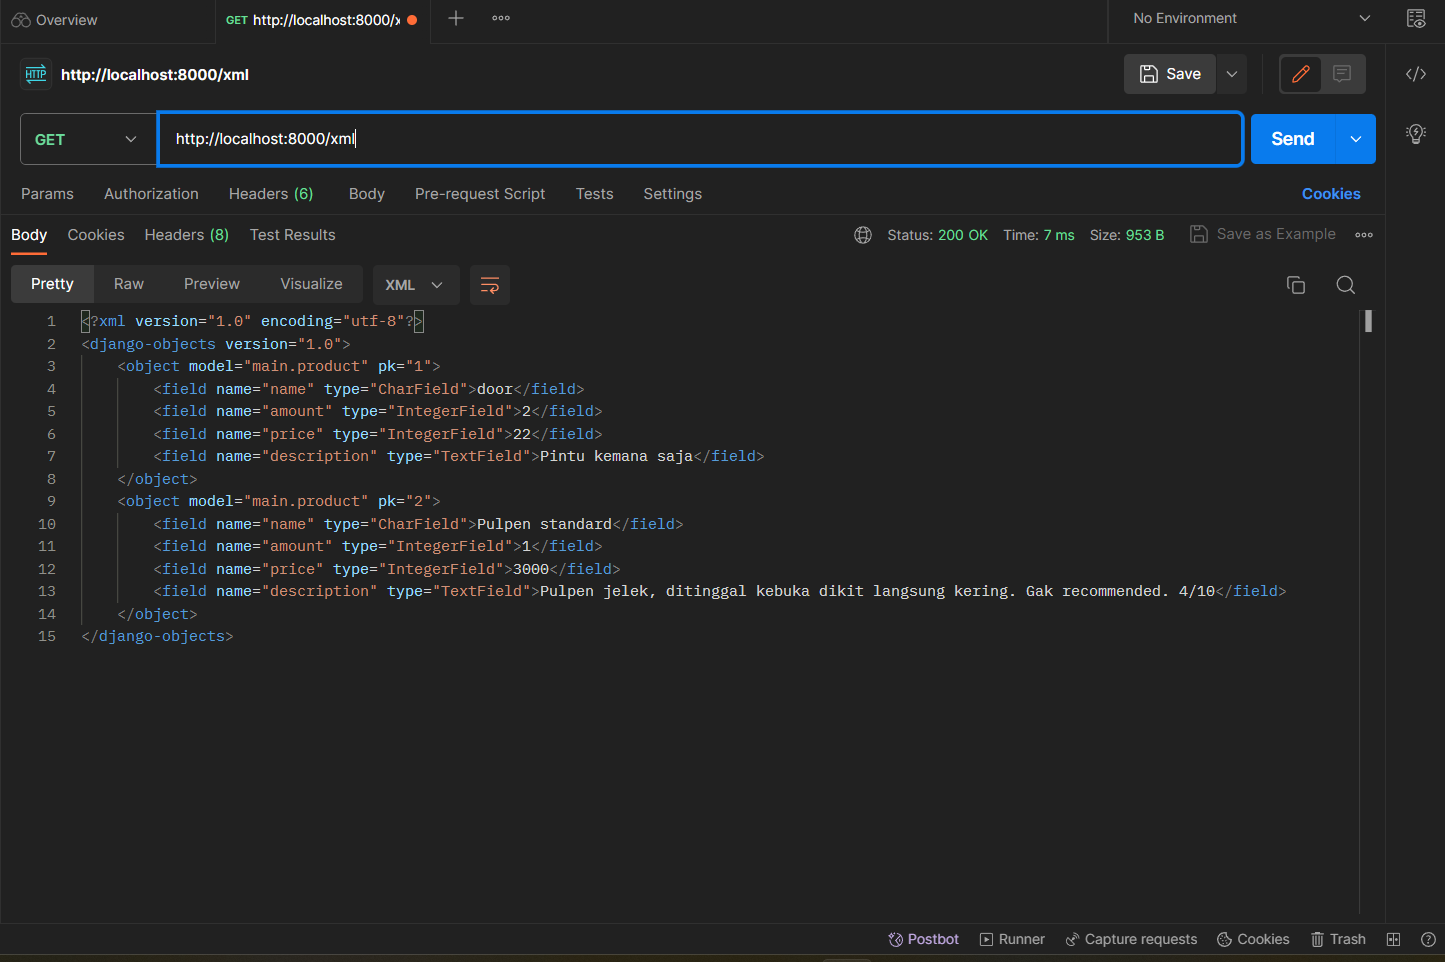 Overview
GET http://localhost:8000/x
No Environment
HTTP http://localhost:8000/xml
Save
GET
http://localhost:8000/xml
Send
Params Authorization Headers (6) Body Pre-request Script Tests Settings Cookies
Body Cookies Headers (8) Test Results Status: 200 OK Time: 7 ms Size: 953 B Save as Example
Pretty Raw Preview Visualize XML
1 <?xml version="1.0" encoding="utf-8"?>
2 <django-objects version="1.0">
3 <object model="main.product" pk="1">
4 <field name="name" type="CharField">door</field>
5 <field name="amount" type="IntegerField">2</field>
6 <field name="price" type="IntegerField">22</field>
7 <field name="description" type="TextField">Pintu kemana saja</field>
8 </object>
9 <object model="main.product" pk="2">
10 <field name="name" type="CharField">Pulpen standard</field>
11 <field name="amount" type="IntegerField">1</field>
12 <field name="price" type="IntegerField">3000</field>
13 <field name="description" type="TextField">Pulpen jelek, ditinggal kebuka dikit langsung kering. Gak recommended. 4/10</field>
14 </object>
15 </django-objects>
Postbot Runner Capture requests Cookies Trash